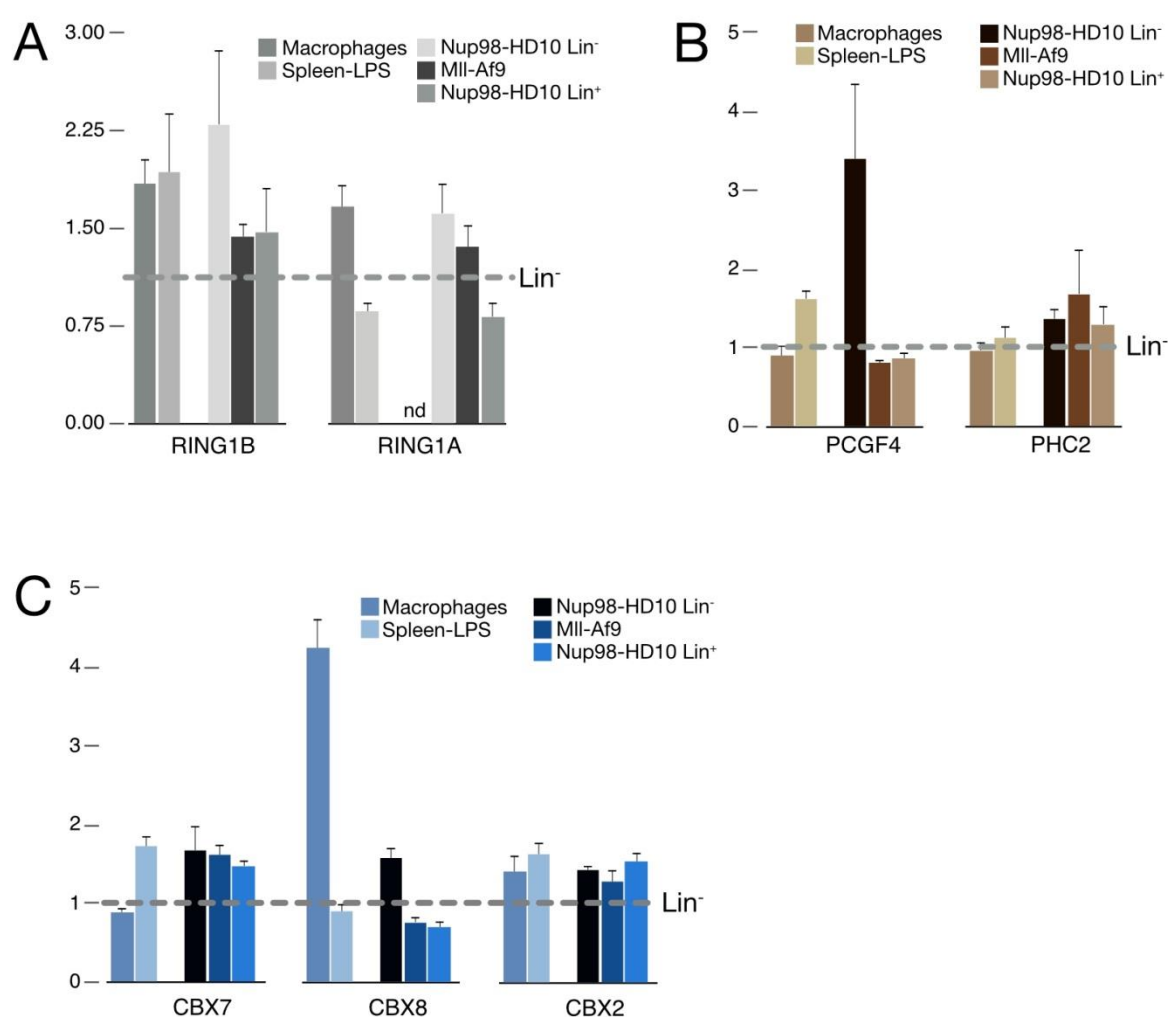 A
3.00
2.25
1.50
0.75
0.00
Macrophages
Spleen-LPS
Nup98-HD10 Lin⁻
Mll-Af9
Nup98-HD10 Lin⁺
Lin⁻
nd
RING1B
RING1A
B
5
4
3
2
1
0
Macrophages
Spleen-LPS
Nup98-HD10 Lin⁻
Mll-Af9
Nup98-HD10 Lin⁺
Lin⁻
PCGF4
PHC2
C
5
4
3
2
1
0
Macrophages
Spleen-LPS
Nup98-HD10 Lin⁻
Mll-Af9
Nup98-HD10 Lin⁺
Lin⁻
CBX7
CBX8
CBX2